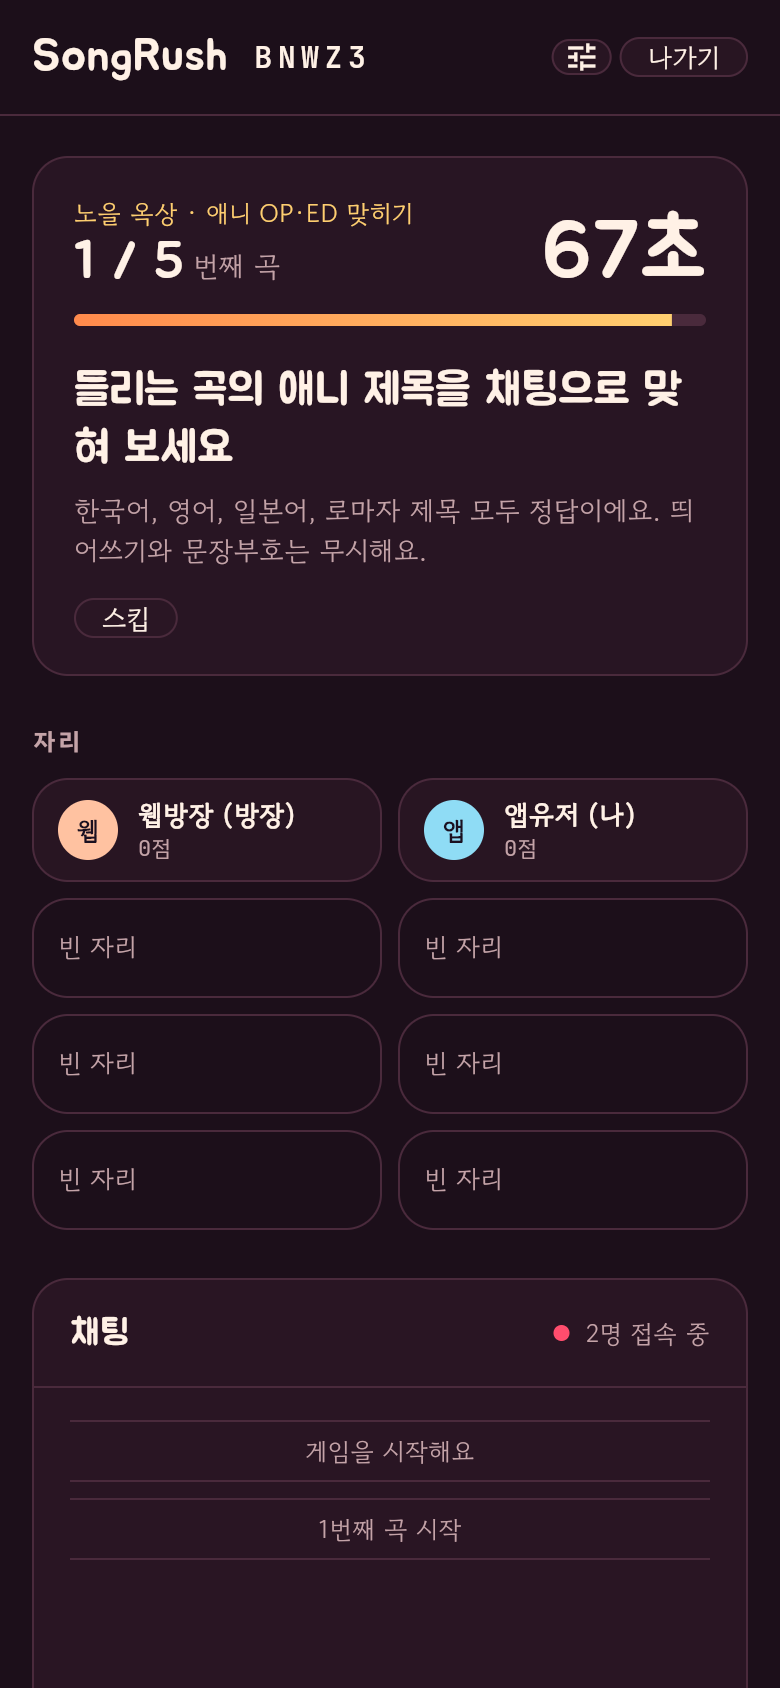 SongRush BNWZ3 나가기
노을 옥상 · 애니 OP·ED 맞히기
1 / 5 번째 곡
67초
들리는 곡의 애니 제목을 채팅으로 맞
혀 보세요
한국어, 영어, 일본어, 로마자 제목 모두 정답이에요. 띄
어쓰기와 문장부호는 무시해요.
스킵
자리
웹 웹방장 (방장)
0점
앱 앱유저 (나)
0점
빈 자리 빈 자리
빈 자리 빈 자리
빈 자리 빈 자리
채팅 2명 접속 중
게임을 시작해요
1번째 곡 시작